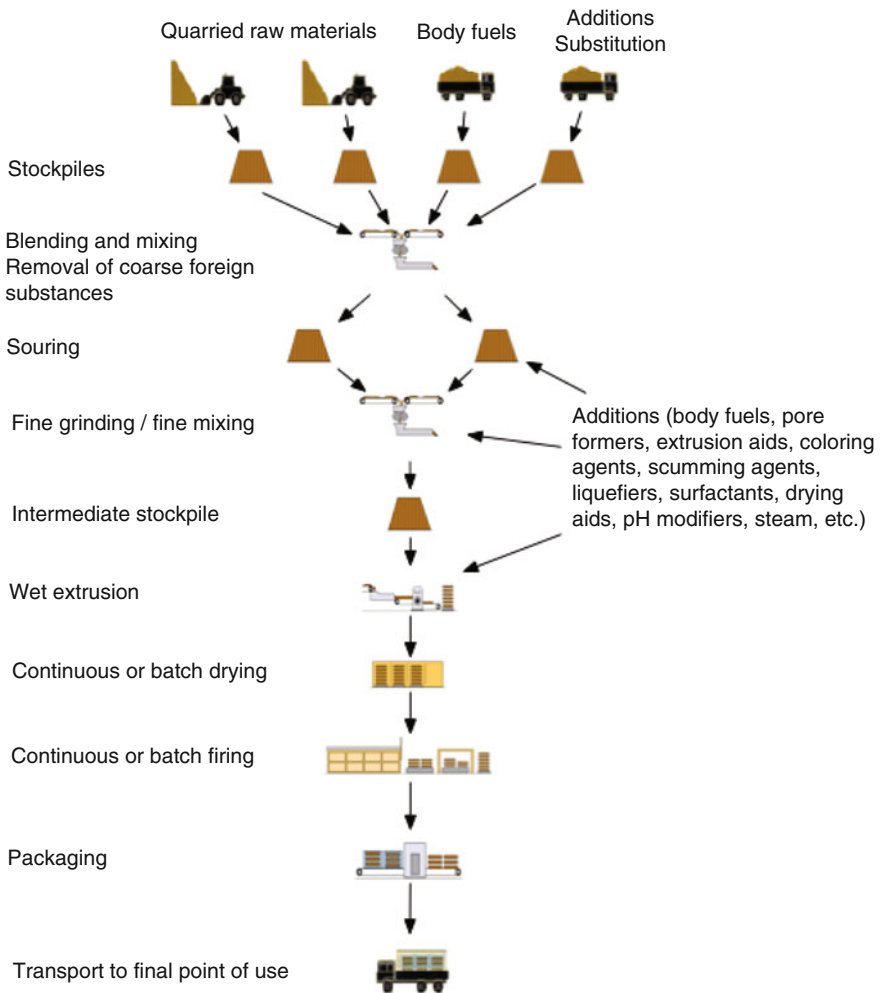 Quarried raw materials
Body fuels
Additions
Substitution
Stockpiles
Blending and mixing
Removal of coarse foreign
substances
Souring
Fine grinding / fine mixing
Additions (body fuels, pore
formers, extrusion aids, coloring
agents, scumming agents,
liquefiers, surfactants, drying
aids, pH modifiers, steam, etc.)
Intermediate stockpile
Wet extrusion
Continuous or batch drying
Continuous or batch firing
Packaging
Transport to final point of use